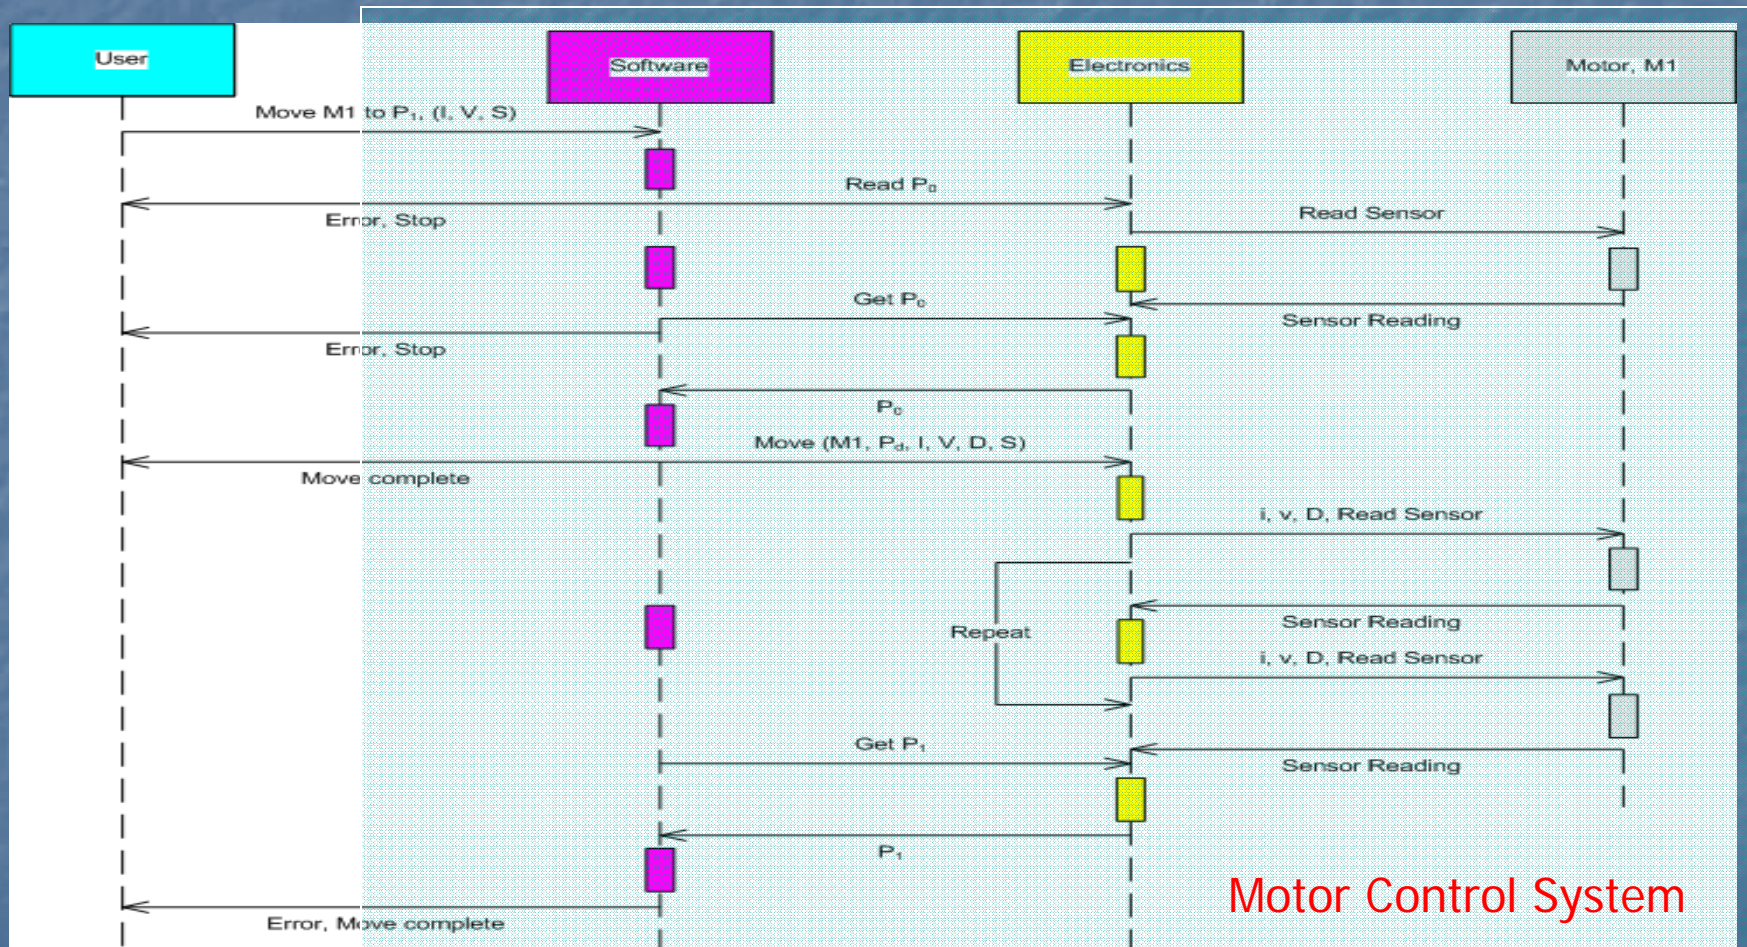 User
Software
Electronics
Motor, M1
Move M1 to P₁, (I, V, S)
Read P₀
Error, Stop
Read Sensor
Get P₀
Sensor Reading
Error, Stop
P₀
Move (M1, P_d, I, V, D, S)
Move complete
i, v, D, Read Sensor
Sensor Reading
Repeat
i, v, D, Read Sensor
Get P₁
Sensor Reading
P₁
Motor Control System
Error, Move complete